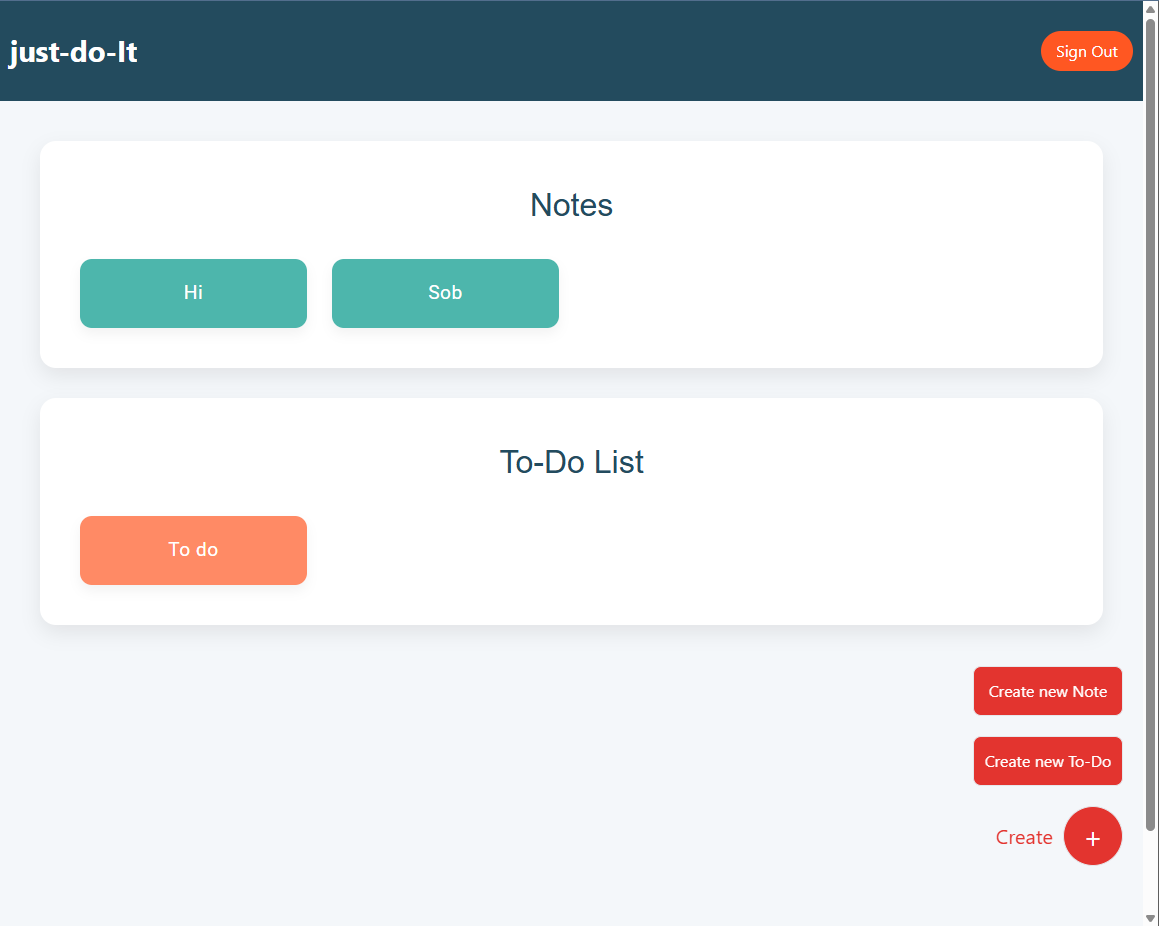 just-do-It
Sign Out
Notes
Hi
Sob
To-Do List
To do
Create new Note
Create new To-Do
Create +